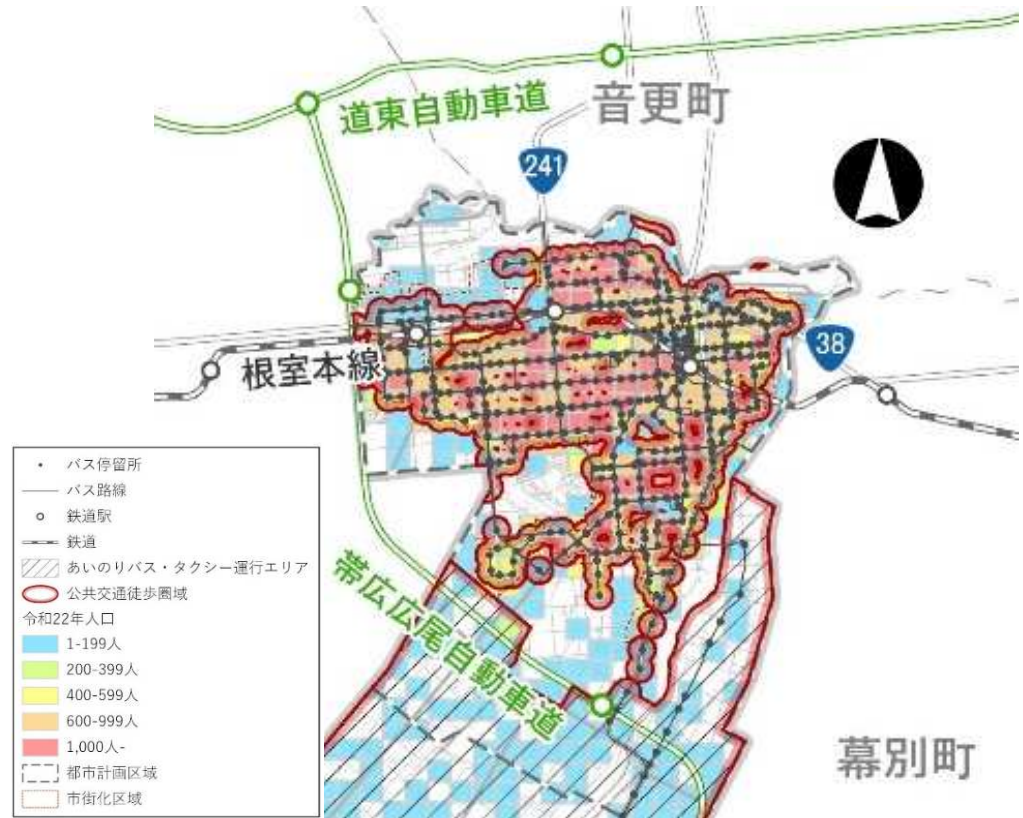 音更町
道東自動車道
241
38
根室本線
バス停留所
バス路線
鉄道駅
鉄道
あいのりバス・タクシー運行エリア
公共交通徒歩圏域
令和22年人口
1-199人
200-399人
400-599人
600-999人
1,000人-
都市計画区域
市街化区域
帯広広尾自動車道
幕別町